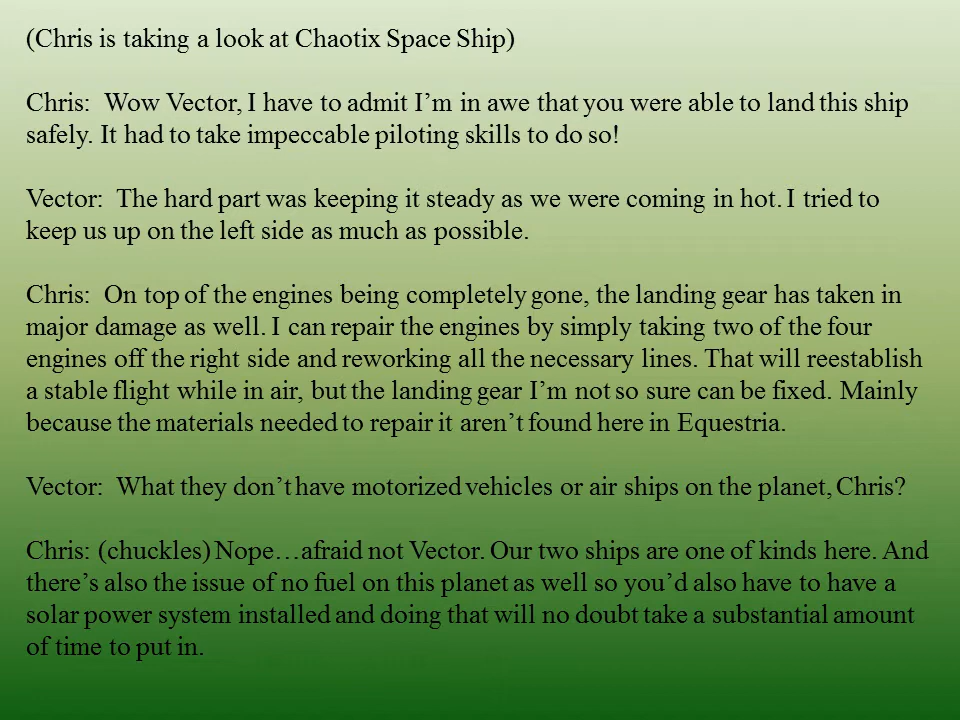 (Chris is taking a look at Chaotix Space Ship)
Chris:  Wow Vector, I have to admit I’m in awe that you were able to land this ship
safely. It had to take impeccable piloting skills to do so!
Vector:  The hard part was keeping it steady as we were coming in hot. I tried to
keep us up on the left side as much as possible.
Chris:  On top of the engines being completely gone, the landing gear has taken in
major damage as well. I can repair the engines by simply taking two of the four
engines off the right side and reworking all the necessary lines. That will reestablish
a stable flight while in air, but the landing gear I’m not so sure can be fixed. Mainly
because the materials needed to repair it aren’t found here in Equestria.
Vector:  What they don’t have motorized vehicles or air ships on the planet, Chris?
Chris: (chuckles) Nope…afraid not Vector. Our two ships are one of kinds here. And
there’s also the issue of no fuel on this planet as well so you’d also have to have a
solar power system installed and doing that will no doubt take a substantial amount
of time to put in.